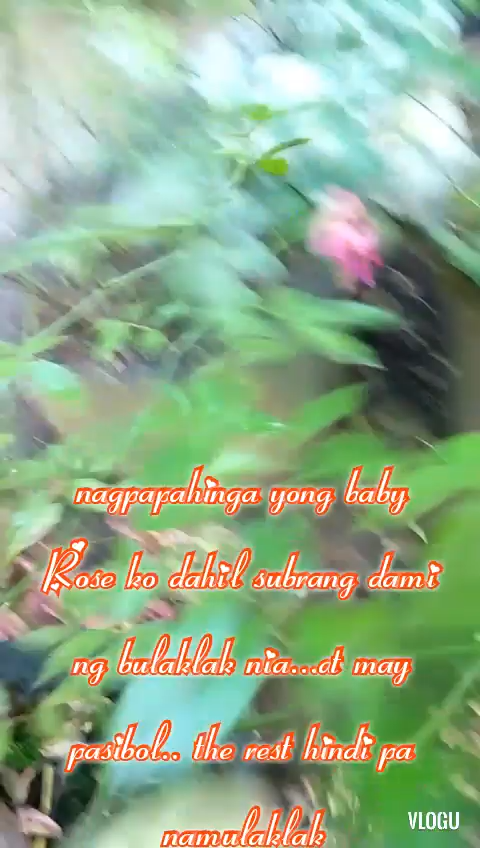 nagpapahinga yong baby
Rose ko dahil subrang dami
ng bulaklak nia...at may
pasibol.. the rest hindi pa
namulaklak
VLOGU